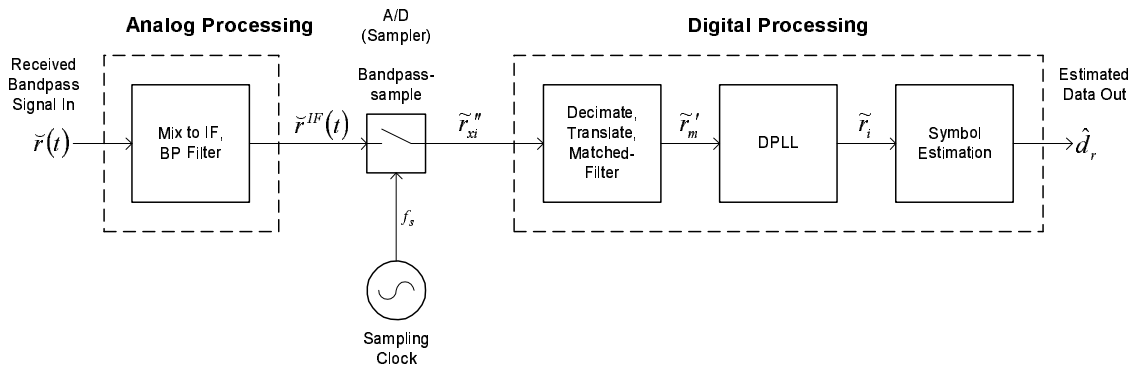 Analog Processing
A/D
(Sampler)
Digital Processing
Received
Bandpass
Signal In
r̆(t)
Mix to IF,
BP Filter
r̆^{IF}(t)
Bandpass-
sample
r̃''_{xi}
Decimate,
Translate,
Matched-
Filter
r̃'_m
DPLL
r̃_i
Symbol
Estimation
Estimated
Data Out
d̂_r
f_s
Sampling
Clock